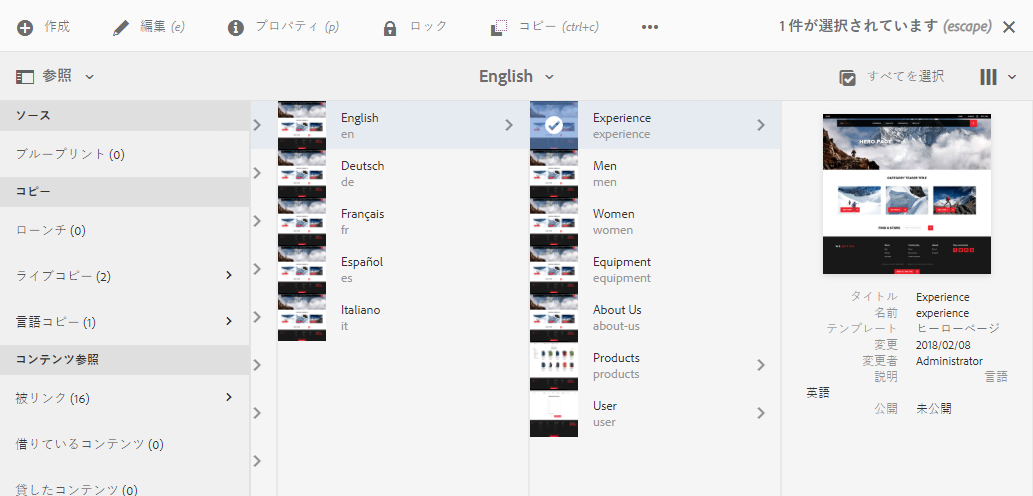 作成 編集 (e) プロパティ (p) ロック コピー (ctrl+c) 1 件が選択されています (escape)
参照 English すべてを選択
ソース
ブループリント (0)
コピー
ローンチ (0)
ライブコピー (2)
言語コピー (1)
コンテンツ参照
被リンク (16)
借りているコンテンツ (0)
貸したコンテンツ (0)
English
en
Deutsch
de
Français
fr
Español
es
Italiano
it
Experience
experience
Men
men
Women
women
Equipment
equipment
About Us
about-us
Products
products
User
user
HERO PAGE
タイトル Experience
名前 experience
テンプレート ヒーローページ
変更 2018/02/08
変更者 Administrator
説明 言語
英語
公開 未公開